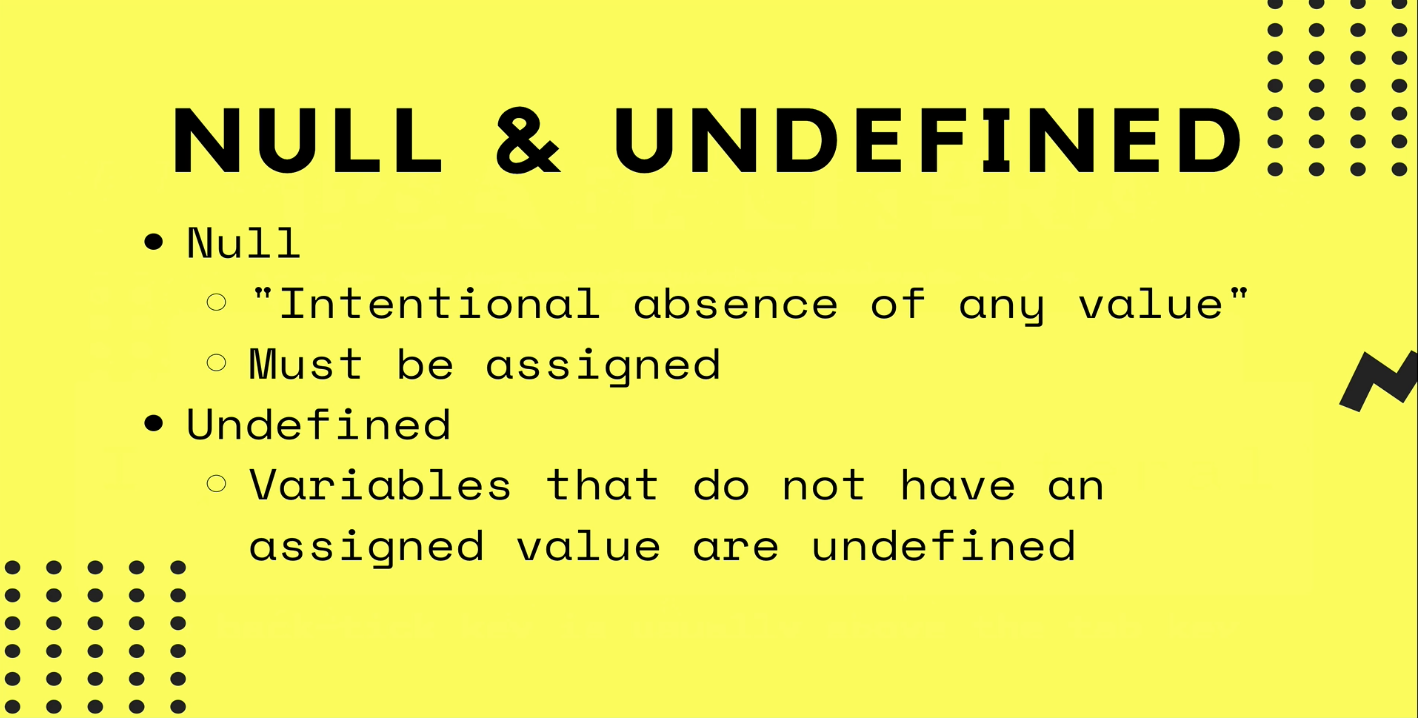 NULL & UNDEFINED
Null
"Intentional absence of any value"
Must be assigned
Undefined
Variables that do not have an
assigned value are undefined